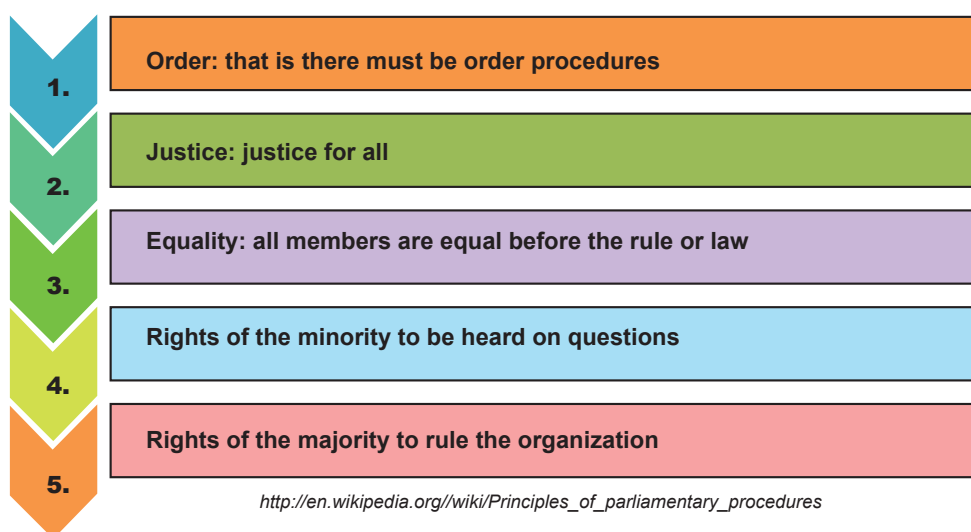 1. Order: that is there must be order procedures
2. Justice: justice for all
3. Equality: all members are equal before the rule or law
4. Rights of the minority to be heard on questions
5. Rights of the majority to rule the organization
http://en.wikipedia.org//wiki/Principles_of_parliamentary_procedures